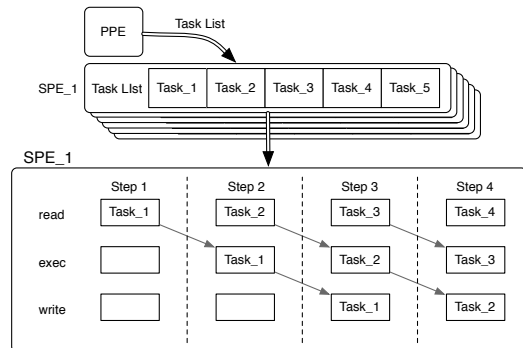 PPE
Task List
SPE_1
Task LIst Task_1 Task_2 Task_3 Task_4 Task_5
SPE_1
Step 1 Step 2 Step 3 Step 4
read Task_1 Task_2 Task_3 Task_4
exec Task_1 Task_2 Task_3
write Task_1 Task_2